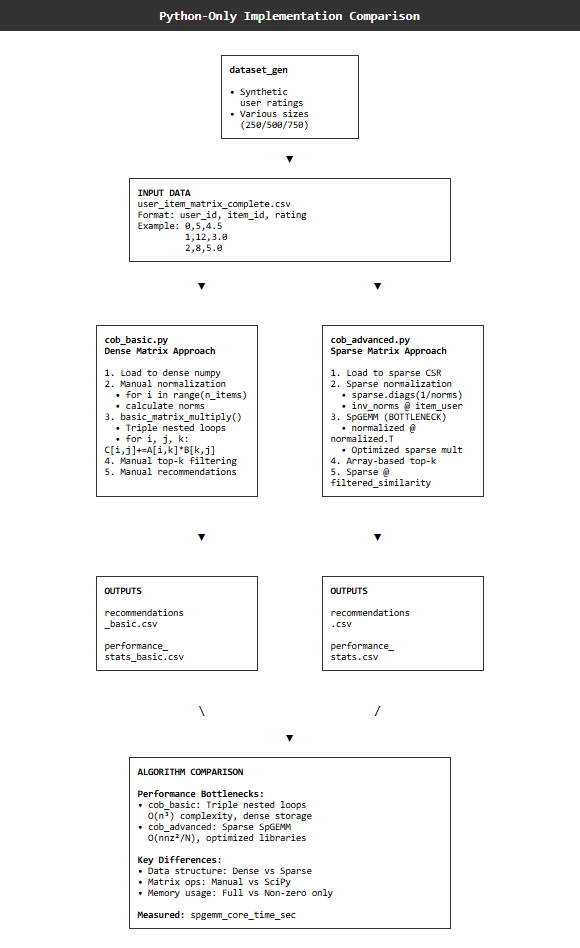 Python-Only Implementation Comparison
dataset_gen
• Synthetic
user ratings
• Various sizes
(250/500/750)
▼
INPUT DATA
user_item_matrix_complete.csv
Format: user_id, item_id, rating
Example: 0,5,4.5
1,12,3.0
2,8,5.0
▼
▼
cob_basic.py
Dense Matrix Approach
1. Load to dense numpy
2. Manual normalization
• for i in range(n_items)
• calculate norms
3. basic_matrix_multiply()
• Triple nested loops
• for i, j, k:
C[i,j]+=A[i,k]*B[k,j]
4. Manual top-k filtering
5. Manual recommendations
cob_advanced.py
Sparse Matrix Approach
1. Load to sparse CSR
2. Sparse normalization
• sparse.diags(1/norms)
• inv_norms @ item_user
3. SpGEMM (BOTTLENECK)
• normalized @
normalized.T
• Optimized sparse mult
4. Array-based top-k
5. Sparse @
filtered_similarity
▼
▼
OUTPUTS
recommendations
_basic.csv
performance_
stats_basic.csv
OUTPUTS
recommendations
.csv
performance_
stats.csv
\
/
▼
ALGORITHM COMPARISON
Performance Bottlenecks:
• cob_basic: Triple nested loops
O(n³) complexity, dense storage
• cob_advanced: Sparse SpGEMM
O(nnz²/N), optimized libraries
Key Differences:
• Data structure: Dense vs Sparse
• Matrix ops: Manual vs SciPy
• Memory usage: Full vs Non-zero only
Measured: spgemm_core_time_sec